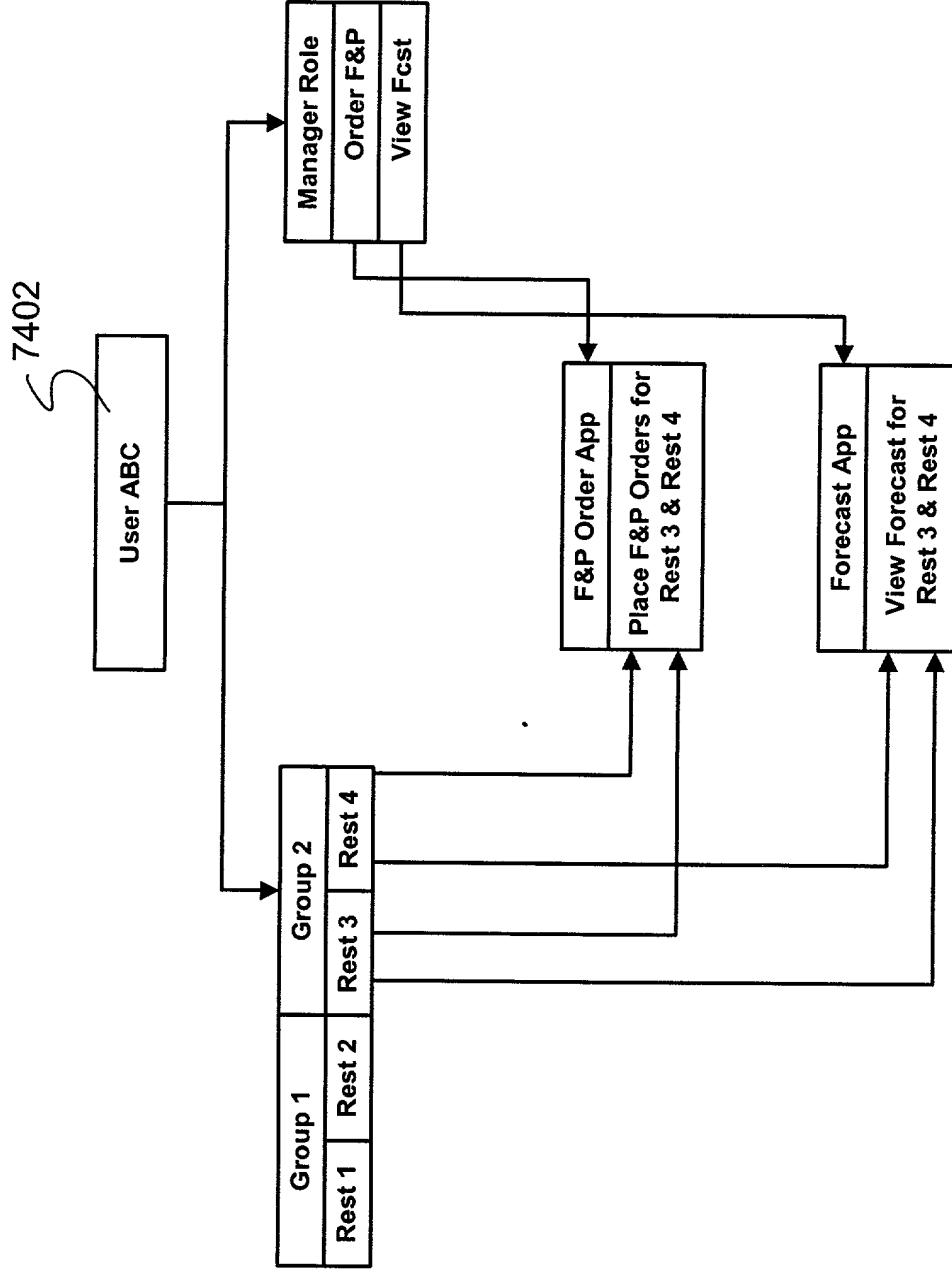 7402
User ABC
Group 1
Group 2
Rest 1
Rest 2
Rest 3
Rest 4
Manager Role
Order F&P
View Fcst
F&P Order App
Place F&P Orders for
Rest 3 & Rest 4
Forecast App
View Forecast for
Rest 3 & Rest 4